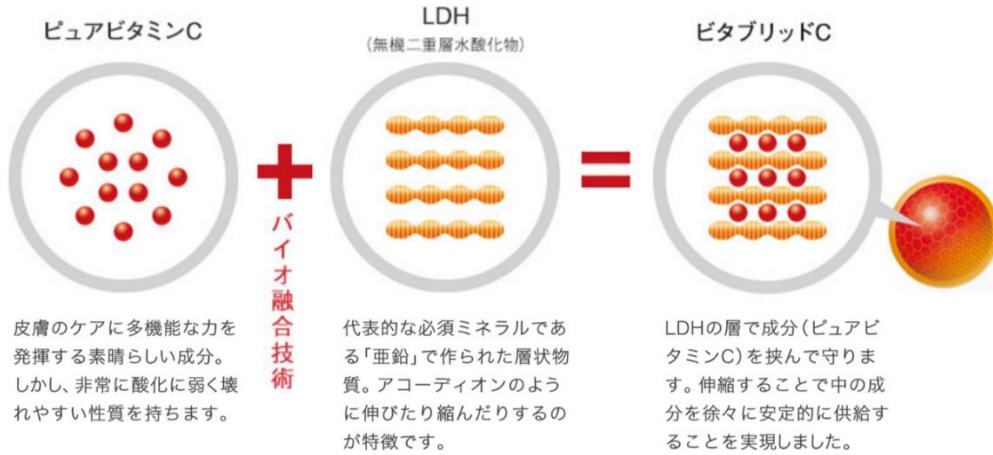 ピュアビタミンC
LDH
（無機二重層水酸化物）
ビタブリッドC
バイオ融合技術
皮膚のケアに多機能な力を
発揮する素晴らしい成分。
しかし、非常に酸化に弱く壊
れやすい性質を持ちます。
代表的な必須ミネラルであ
る「亜鉛」で作られた層状物
質。アコーディオンのよう
に伸びたり縮んだりするの
が特徴です。
LDHの層で成分（ピュアビ
タミンC）を挟んで守りま
す。伸縮することで中の成
分を徐々に安定的に供給す
ることを実現しました。